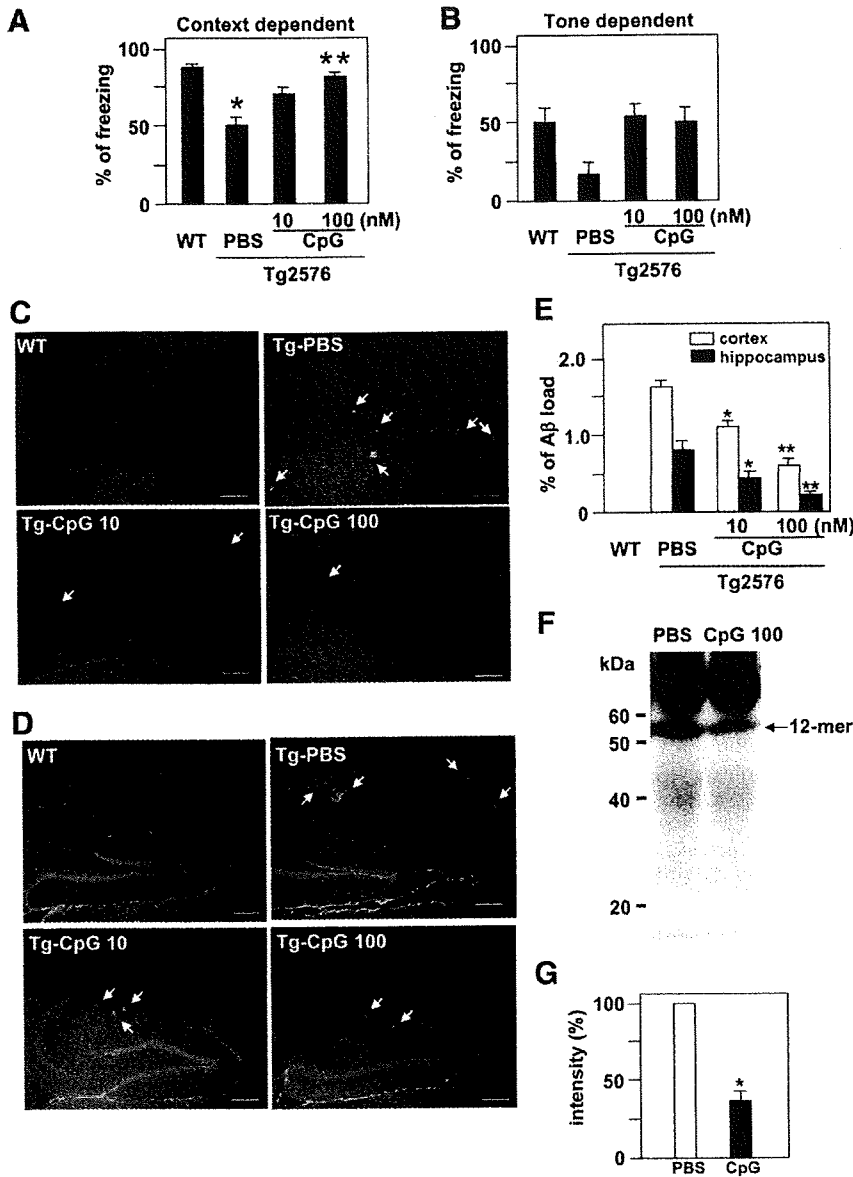 A
Context dependent
% of freezing
100
50
0
*
**
10 100 (nM)
WT PBS CpG
Tg2576
B
Tone dependent
% of freezing
100
50
0
10 100 (nM)
WT PBS CpG
Tg2576
C
WT
Tg-PBS
Tg-CpG 10
Tg-CpG 100
D
WT
Tg-PBS
Tg-CpG 10
Tg-CpG 100
E
cortex
hippocampus
% of Aβ load
2.0
1.0
0
*
*
**
**
10 100 (nM)
WT PBS CpG
Tg2576
F
PBS CpG 100
kDa
60
50
40
20
←12-mer
G
intensity (%)
100
50
0
*
PBS CpG